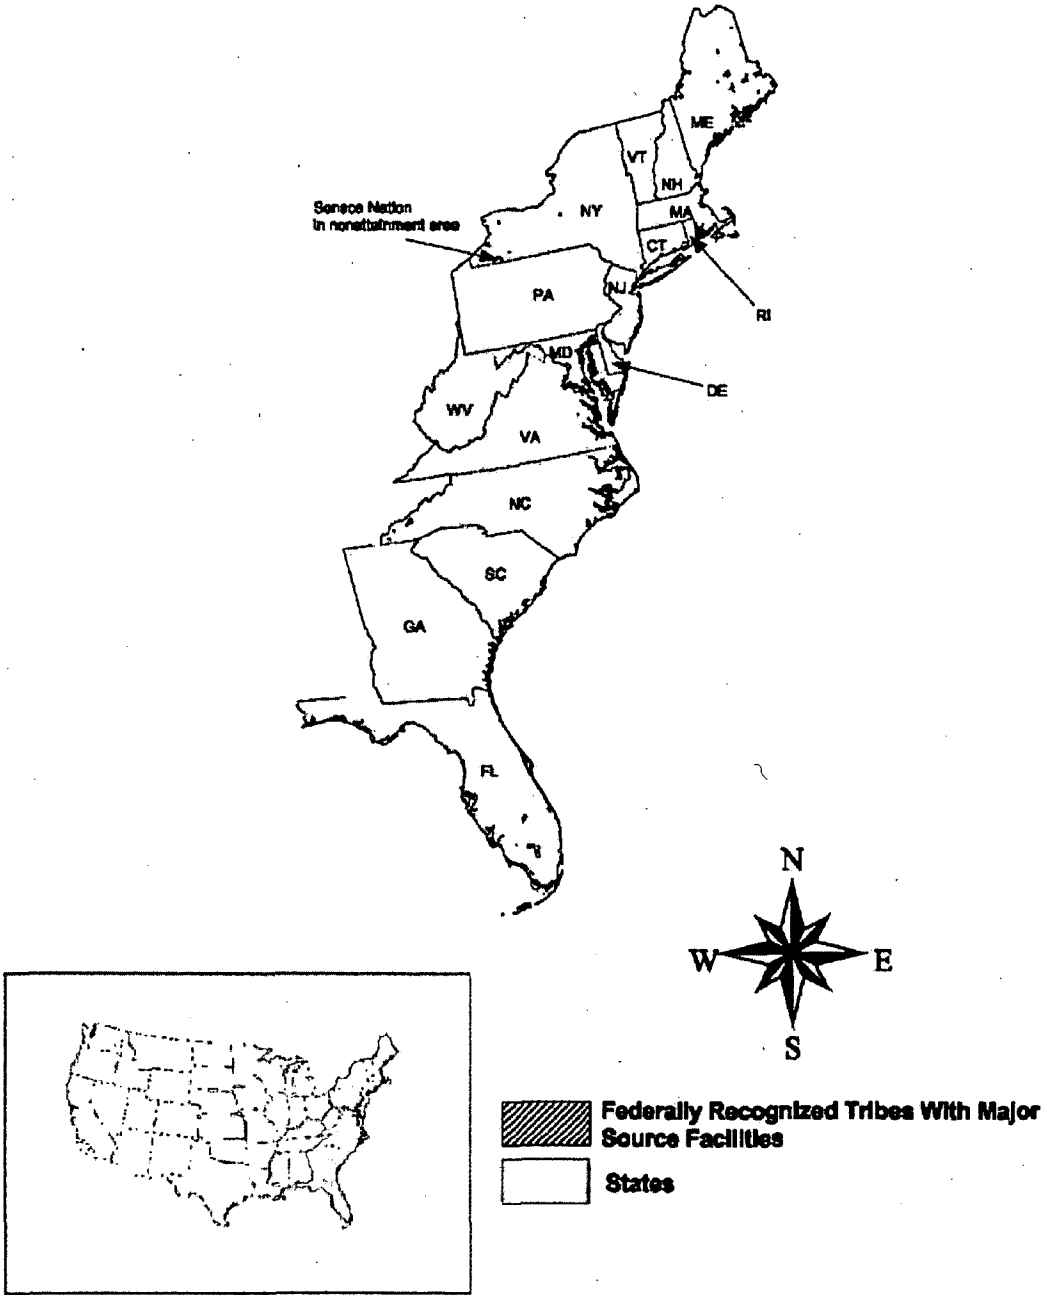 ME
VT
NH
Seneca Nation
in nonattainment area
NY
MA
CT
RI
PA
NJ
MD
DE
WV
VA
NC
SC
GA
FL
N
W
E
S
Federally Recognized Tribes With Major
Source Facilities
States